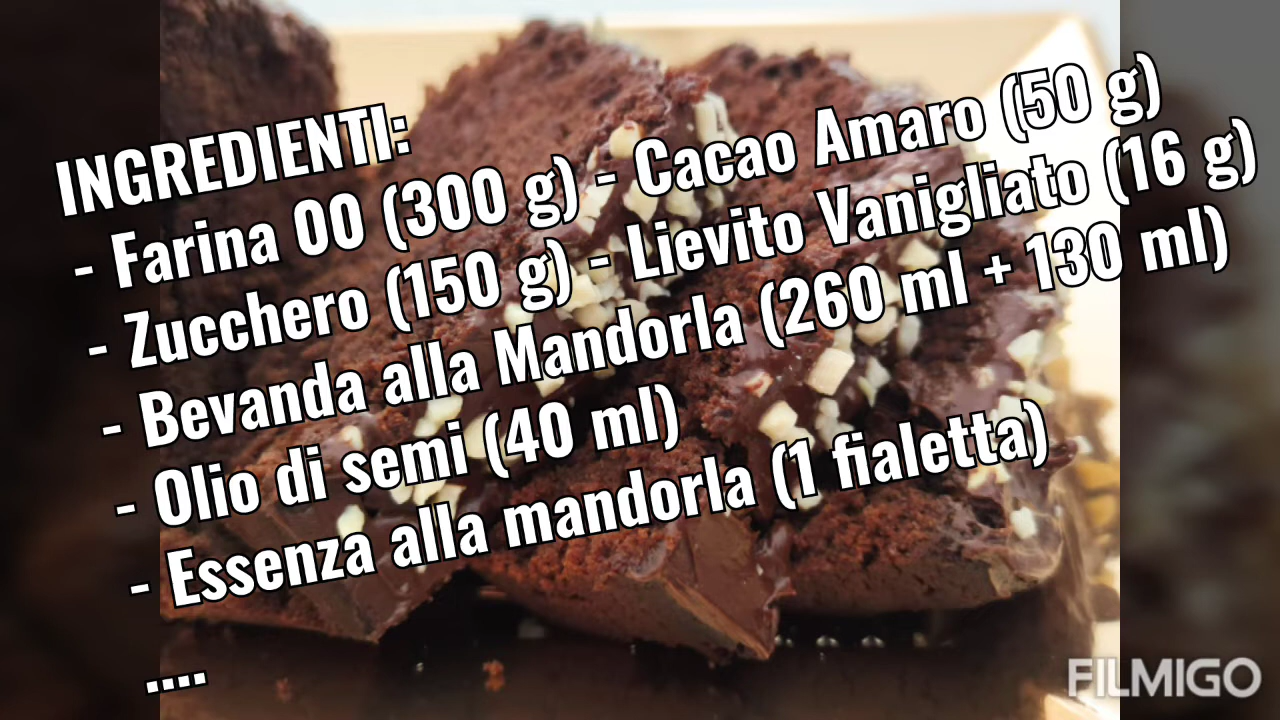 INGREDIENTI:
- Farina 00 (300 g) - Cacao Amaro (50 g)
- Zucchero (150 g) - Lievito Vanigliato (16 g)
- Bevanda alla Mandorla (260 ml + 130 ml)
- Olio di semi (40 ml)
- Essenza alla mandorla (1 fialetta)
....
FILMIGO